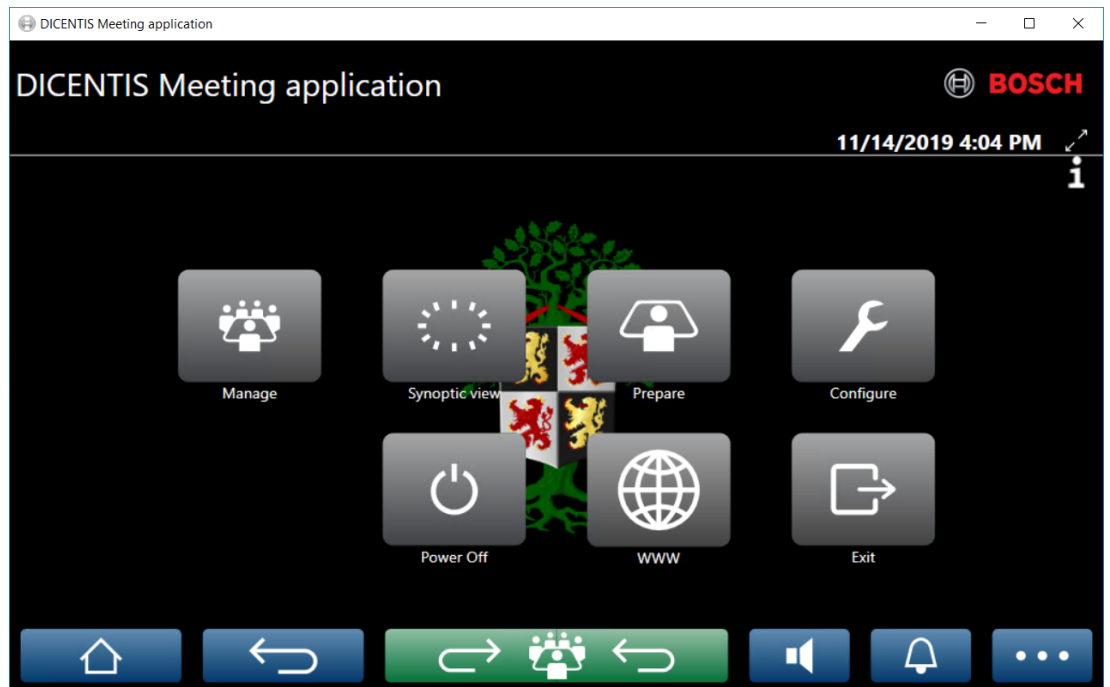 DICENTIS Meeting application
DICENTIS Meeting application
BOSCH
11/14/2019 4:04 PM
Manage
Synoptic view
Prepare
Configure
Power Off
WWW
Exit